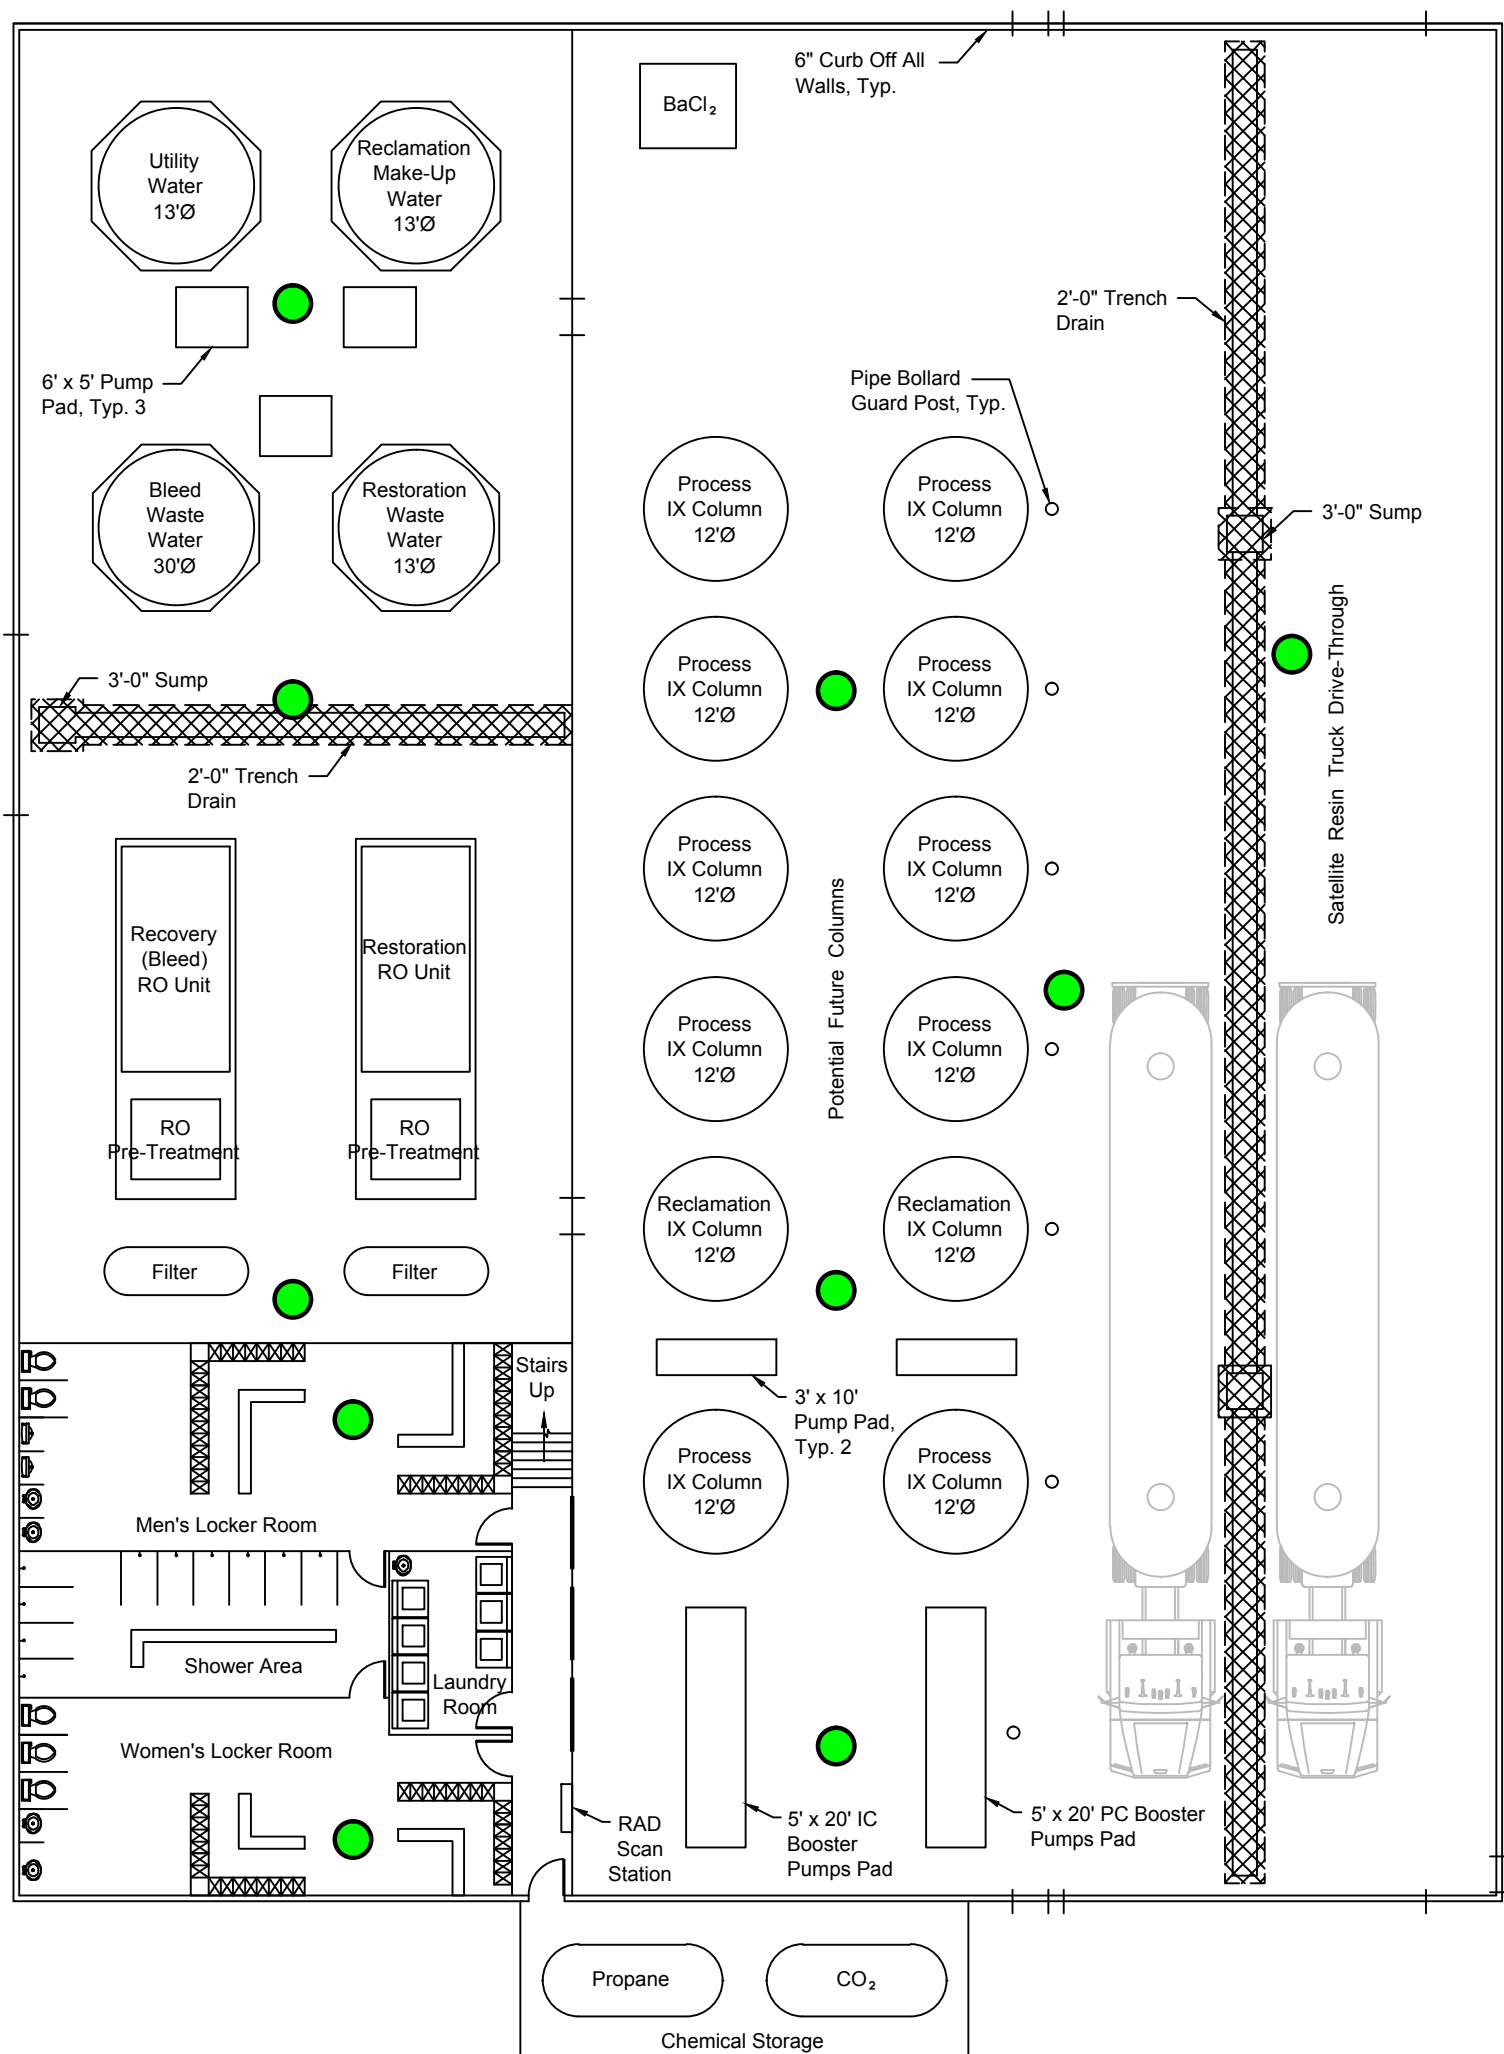 6" Curb Off All
Walls, Typ.
BaCl₂
Utility
Water
13'Ø
Reclamation
Make-Up
Water
13'Ø
2'-0" Trench
Drain
6' x 5' Pump
Pad, Typ. 3
Pipe Bollard
Guard Post, Typ.
Bleed
Waste
Water
30'Ø
Restoration
Waste
Water
13'Ø
Process
IX Column
12'Ø
Process
IX Column
12'Ø
3'-0" Sump
Satellite Resin Truck Drive-Through
Process
IX Column
12'Ø
Process
IX Column
12'Ø
3'-0" Sump
2'-0" Trench
Drain
Process
IX Column
12'Ø
Process
IX Column
12'Ø
Potential Future Columns
Recovery
(Bleed)
RO Unit
Restoration
RO Unit
Process
IX Column
12'Ø
Process
IX Column
12'Ø
RO
Pre-Treatment
RO
Pre-Treatment
Reclamation
IX Column
12'Ø
Reclamation
IX Column
12'Ø
Filter
Filter
Stairs
Up
3' x 10'
Pump Pad,
Typ. 2
Process
IX Column
12'Ø
Process
IX Column
12'Ø
Men's Locker Room
Shower Area
Laundry
Room
Women's Locker Room
RAD
Scan
Station
5' x 20' IC
Booster
Pumps Pad
5' x 20' PC Booster
Pumps Pad
Propane
CO₂
Chemical Storage